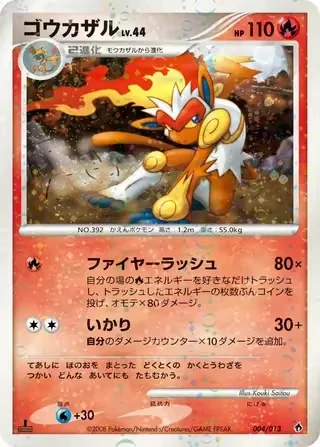 ゴウカザル LV.44 HP 110
2進化 モウカザルから進化
NO.392 かえんポケモン 高さ:1.2m 重さ:55.0kg
ファイヤーラッシュ 80×
自分の場の エネルギーを好きなだけトラッシュし、トラッシュしたエネルギーの枚数ぶんコインを投げ、オモテ×80ダメージ。
いかり 30+
自分のダメージカウンター×10ダメージを追加。
Illus.Kouki Saitou
てあしに ほのおを まとった どくとくの かくとうわざを
つかい どんな あいてにも たちむかう。
004/013
弱点 抵抗力 にげる
+30
©2008 Pokémon/Nintendo/Creatures/GAME FREAK.